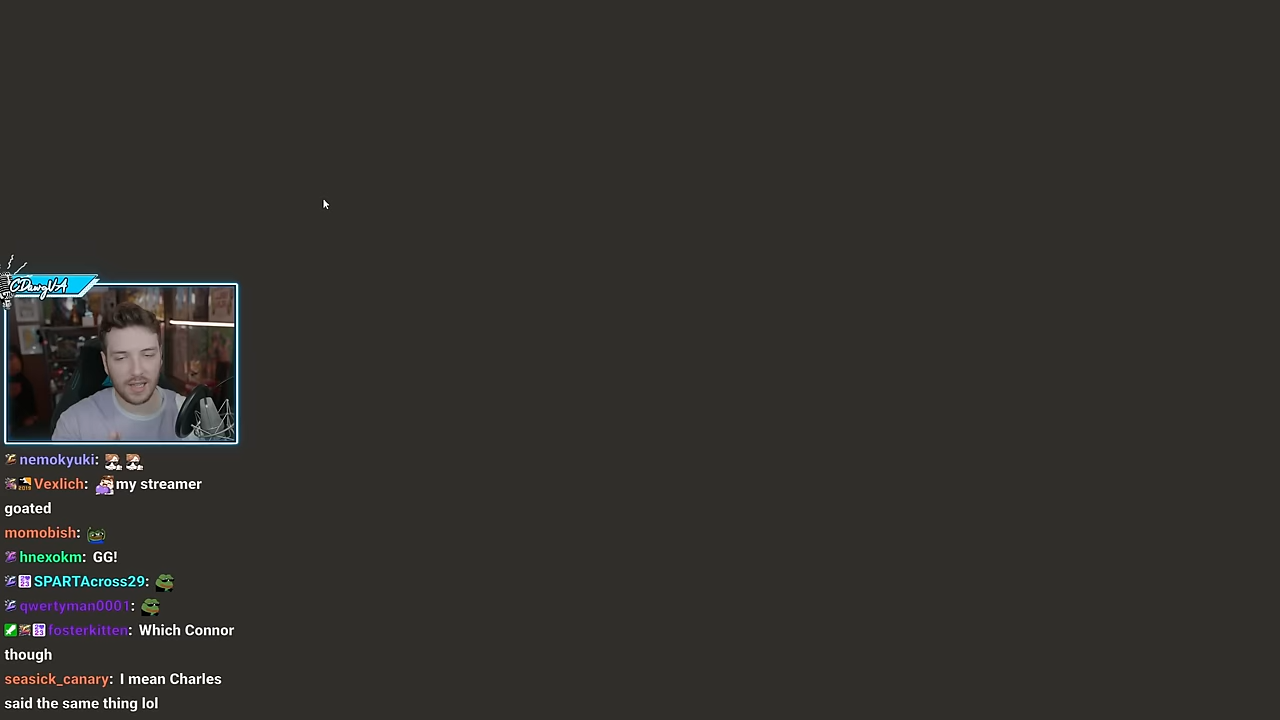 CDawgVA
nemokyuki:
Vexlich: my streamer
goated
momobish:
hnexokm: GG!
SPARTAcross29:
qwertyman0001:
fosterkitten: Which Connor
though
seasick_canary: I mean Charles
said the same thing lol